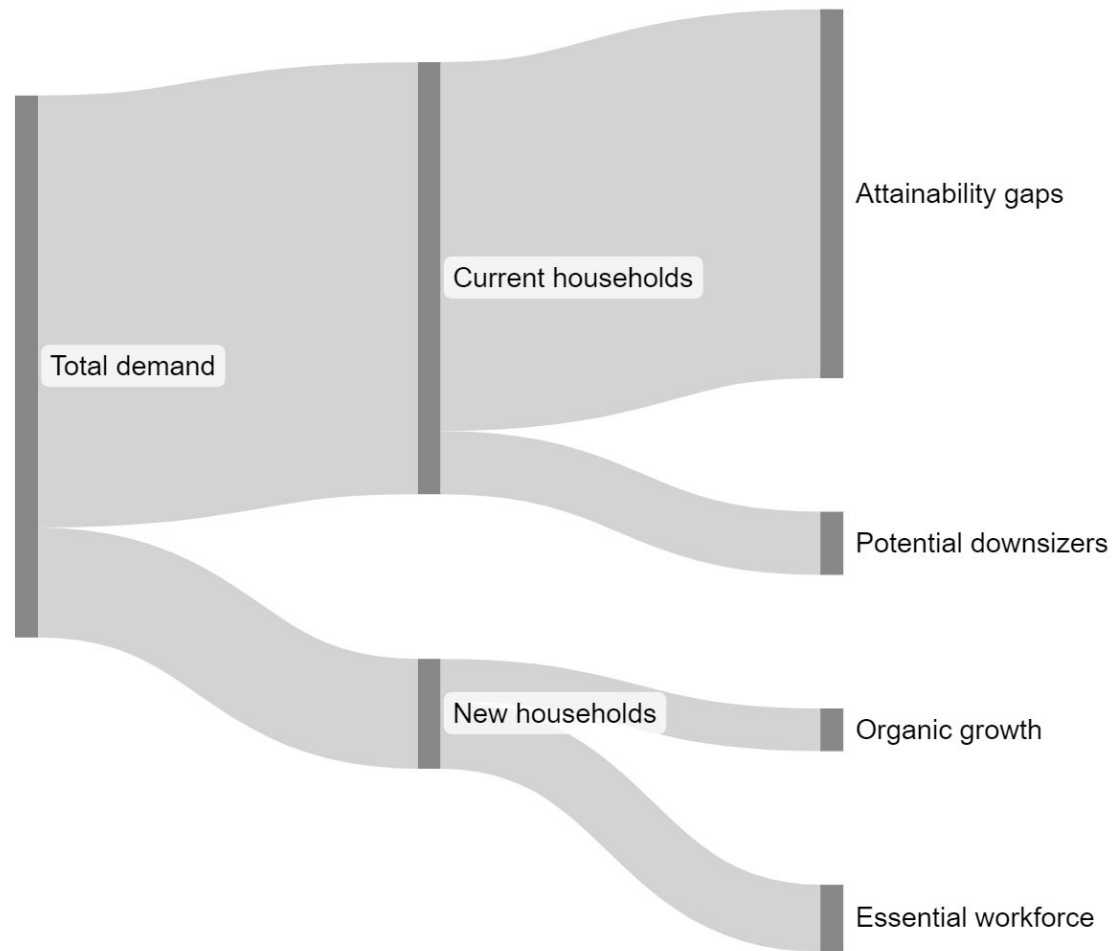 Total demand
Current households
New households
Attainability gaps
Potential downsizers
Organic growth
Essential workforce